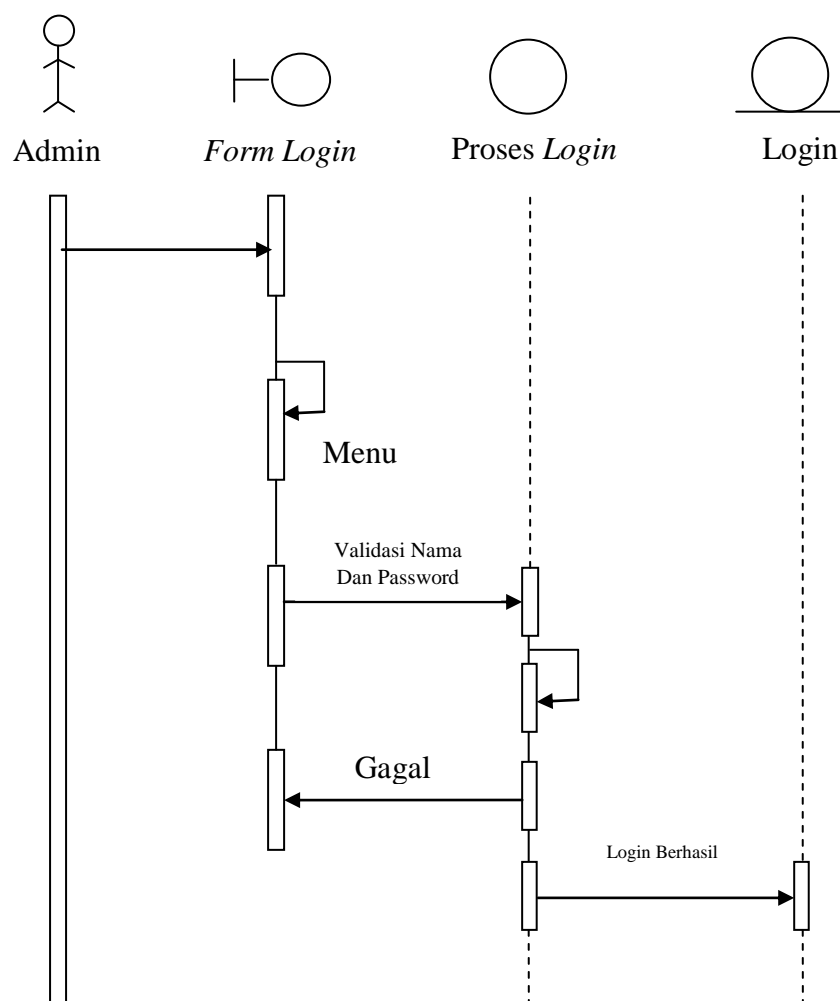 Admin
Form Login
Proses Login
Login
Menu
Validasi Nama
Dan Password
Gagal
Login Berhasil